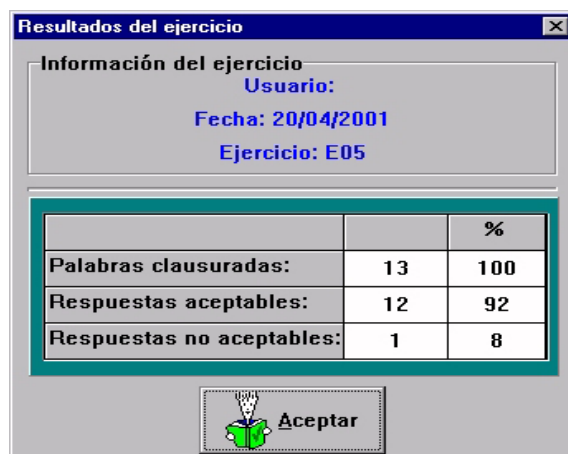 Resultados del ejercicio
Información del ejercicio
Usuario:
Fecha: 20/04/2001
Ejercicio: E05
%
Palabras clausuradas: 13 100
Respuestas aceptables: 12 92
Respuestas no aceptables: 1 8
Aceptar